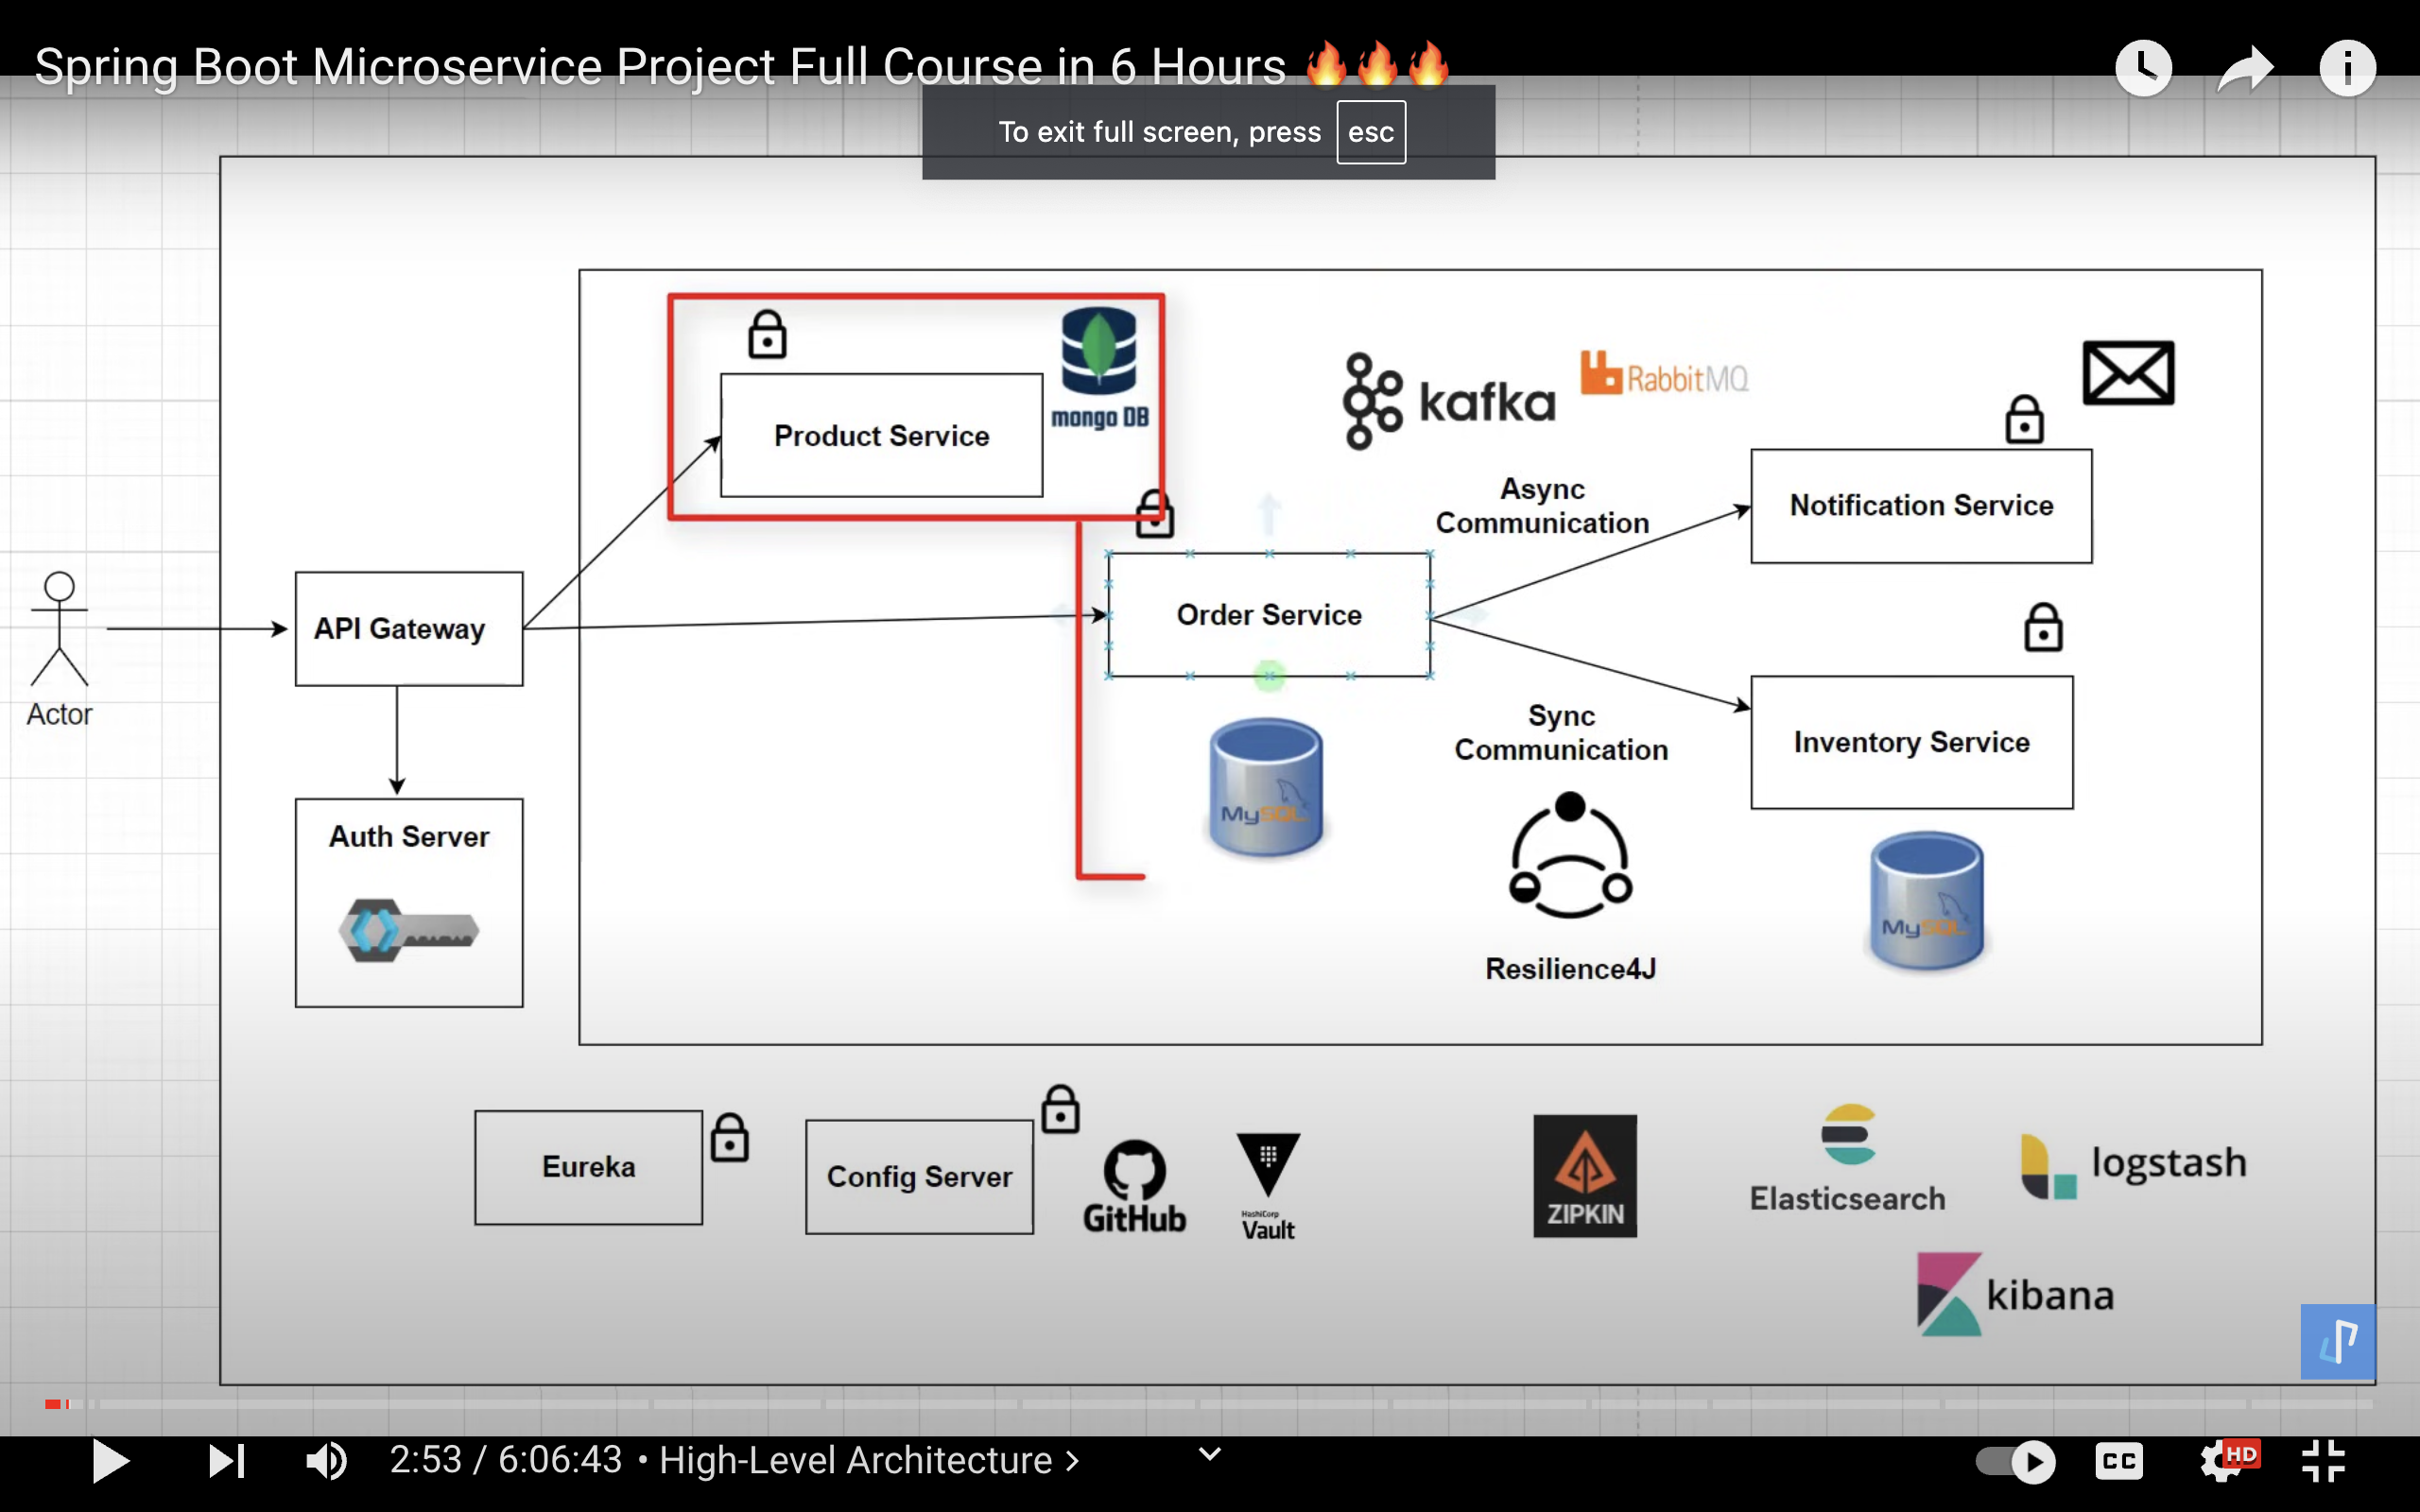 Spring Boot Microservice Project Full Course in 6 Hours 🔥🔥🔥
To exit full screen, press esc
mongo DB
Product Service
kafka
RabbitMQ
Async
Communication
Notification Service
Order Service
API Gateway
Actor
Sync
Communication
Inventory Service
MySQL
Auth Server
MySQL
Resilience4J
Eureka
Config Server
GitHub
HashiCorp
Vault
ZIPKIN
Elasticsearch
logstash
kibana
2:53 / 6:06:43 • High-Level Architecture >
CC
HD